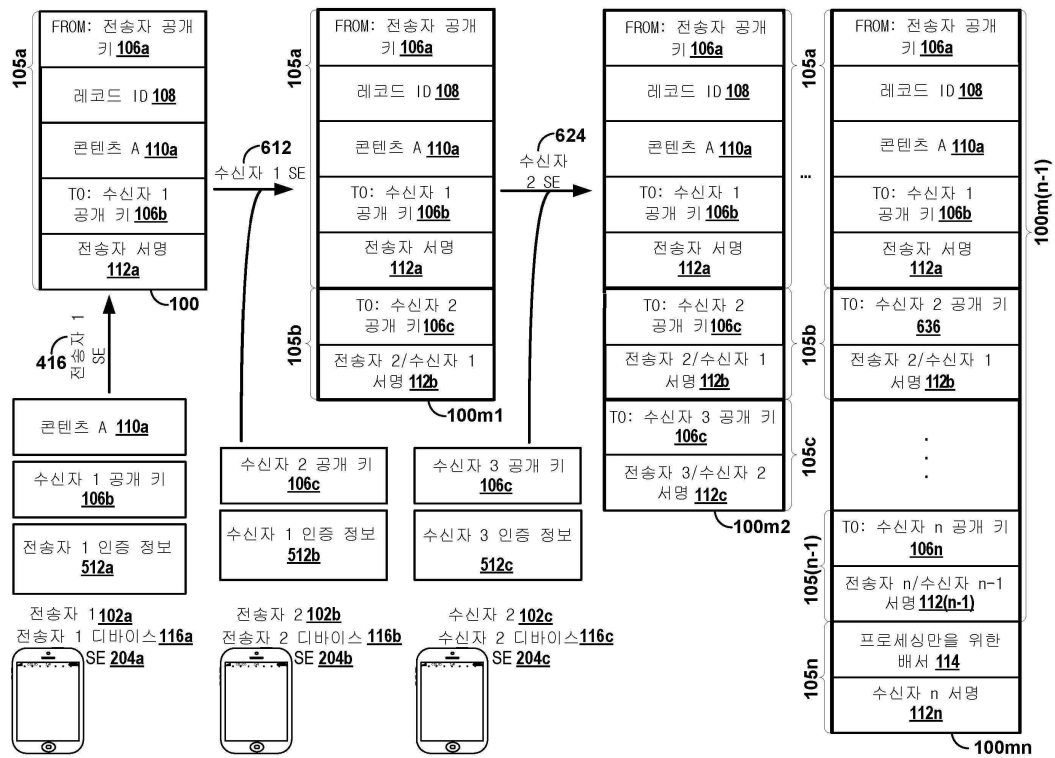 105a
FROM: 전송자 공개
키 106a
레코드 ID 108
콘텐츠 A 110a
TO: 수신자 1
공개 키 106b
전송자 서명
112a
100
416
전송자 1
SE
콘텐츠 A 110a
수신자 1 공개 키
106b
전송자 1 인증 정보
512a
전송자 1 102a
전송자 1 디바이스 116a
SE 204a
612
수신자 1 SE
FROM: 전송자 공개
키 106a
레코드 ID 108
콘텐츠 A 110a
TO: 수신자 1
공개 키 106b
전송자 서명
112a
105b
TO: 수신자 2
공개 키 106c
전송자 2/수신자 1
서명 112b
100m1
수신자 2 공개 키
106c
수신자 1 인증 정보
512b
전송자 2 102b
전송자 2 디바이스 116b
SE 204b
624
수신자
2 SE
수신자 3 공개 키
106c
수신자 3 인증 정보
512c
수신자 2 102c
수신자 2 디바이스 116c
SE 204c
FROM: 전송자 공개
키 106a
레코드 ID 108
콘텐츠 A 110a
TO: 수신자 1
공개 키 106b
전송자 서명
112a
TO: 수신자 2
공개 키 106c
전송자 2/수신자 1
서명 112b
TO: 수신자 3 공개 키
106c
전송자 3/수신자 2
서명 112c
100m2
105a
...
105b
105c
FROM: 전송자 공개
키 106a
레코드 ID 108
콘텐츠 A 110a
TO: 수신자 1
공개 키 106b
전송자 서명
112a
TO: 수신자 2 공개 키
636
전송자 2/수신자 1
서명 112b
.
.
.
105(n-1)
TO: 수신자 n 공개 키
106n
전송자 n/수신자 n-1
서명 112(n-1)
100m(n-1)
105n
프로세싱만을 위한
배서 114
수신자 n 서명
112n
100mn